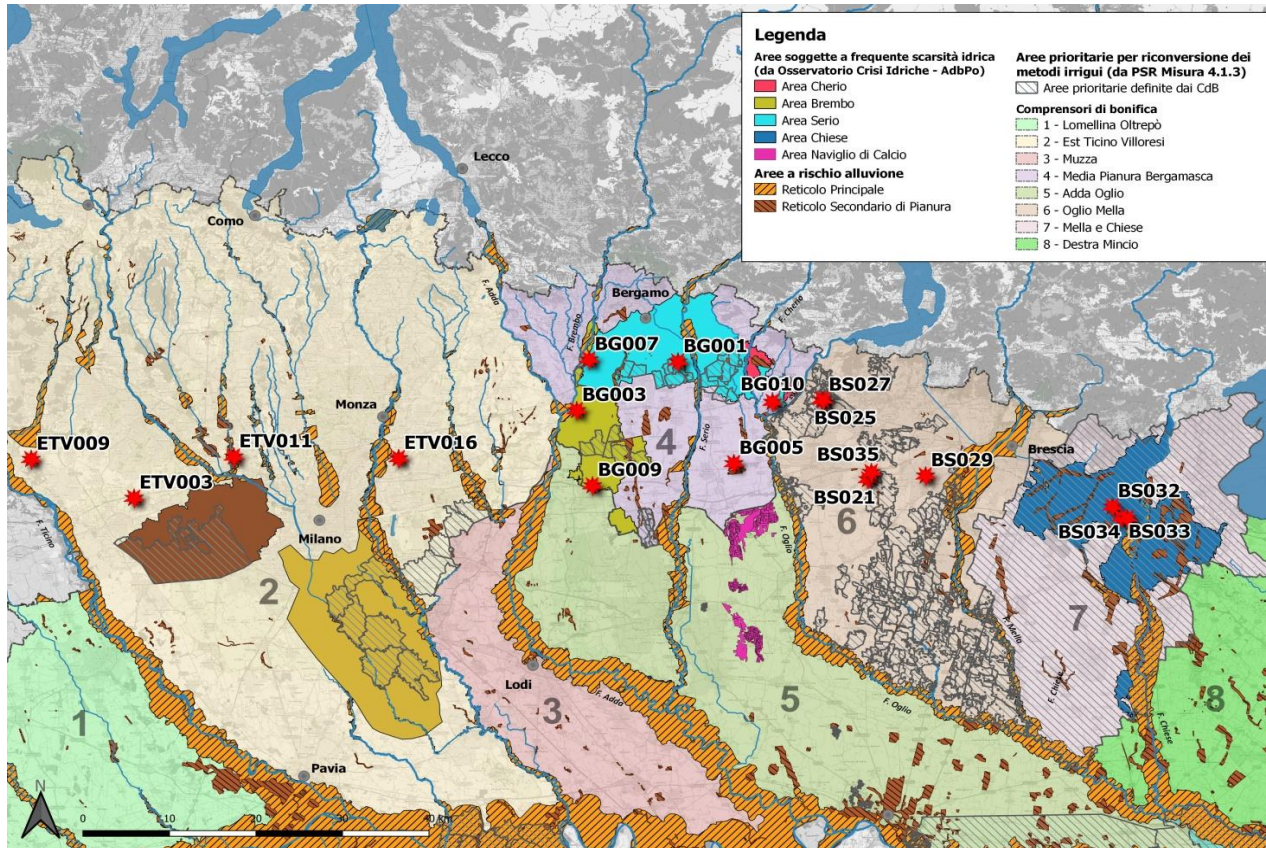 Legenda
Aree soggette a frequente scarsità idrica
(da Osservatorio Crisi Idriche - AdbPo)
Area Cherio
Area Brembo
Area Serio
Area Chiese
Area Naviglio di Calcio
Aree a rischio alluvione
Reticolo Principale
Reticolo Secondario di Pianura
Aree prioritarie per riconversione dei
metodi irrigui (da PSR Misura 4.1.3)
Aree prioritarie definite dai CdB
Comprensori di bonifica
1 - Lomellina Oltrepò
2 - Est Ticino Villoresi
3 - Muzza
4 - Media Pianura Bergamasca
5 - Adda Oglio
6 - Oglio Mella
7 - Mella e Chiese
8 - Destra Mincio
Lecco
Como
F. Adda
Bergamo
F. Brembo
F. Cherio
BG007
BG001
BG003
BG010
BS027
BS025
Monza
ETV009
ETV011
ETV016
4
F. Serio
BG005
BS035
BS029
Brescia
ETV003
BG009
BS021
BS032
BS034
BS033
F. Ticino
Milano
F. Oglio
6
2
F. Mella
7
Lodi
F. Adda
3
5
F. Oglio
F. Chiese
F. Chiese
8
1
Pavia
N
0
10
20
30
40 km